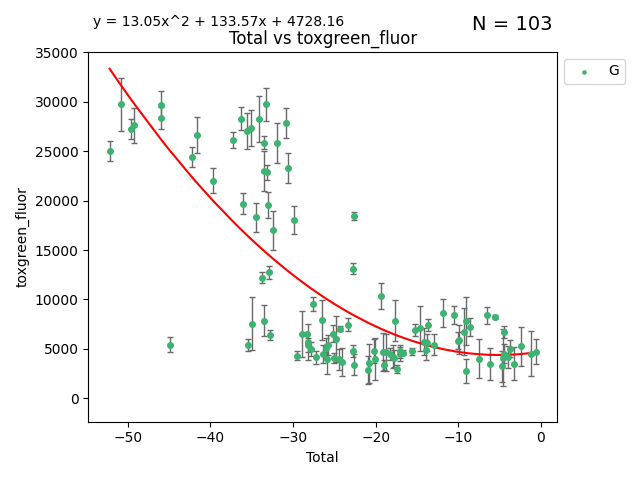 y = 13.05x^2 + 133.57x + 4728.16
N = 103
Total vs toxgreen_fluor
G
toxgreen_fluor
35000
30000
25000
20000
15000
10000
5000
0
−50
−40
−30
−20
−10
0
Total